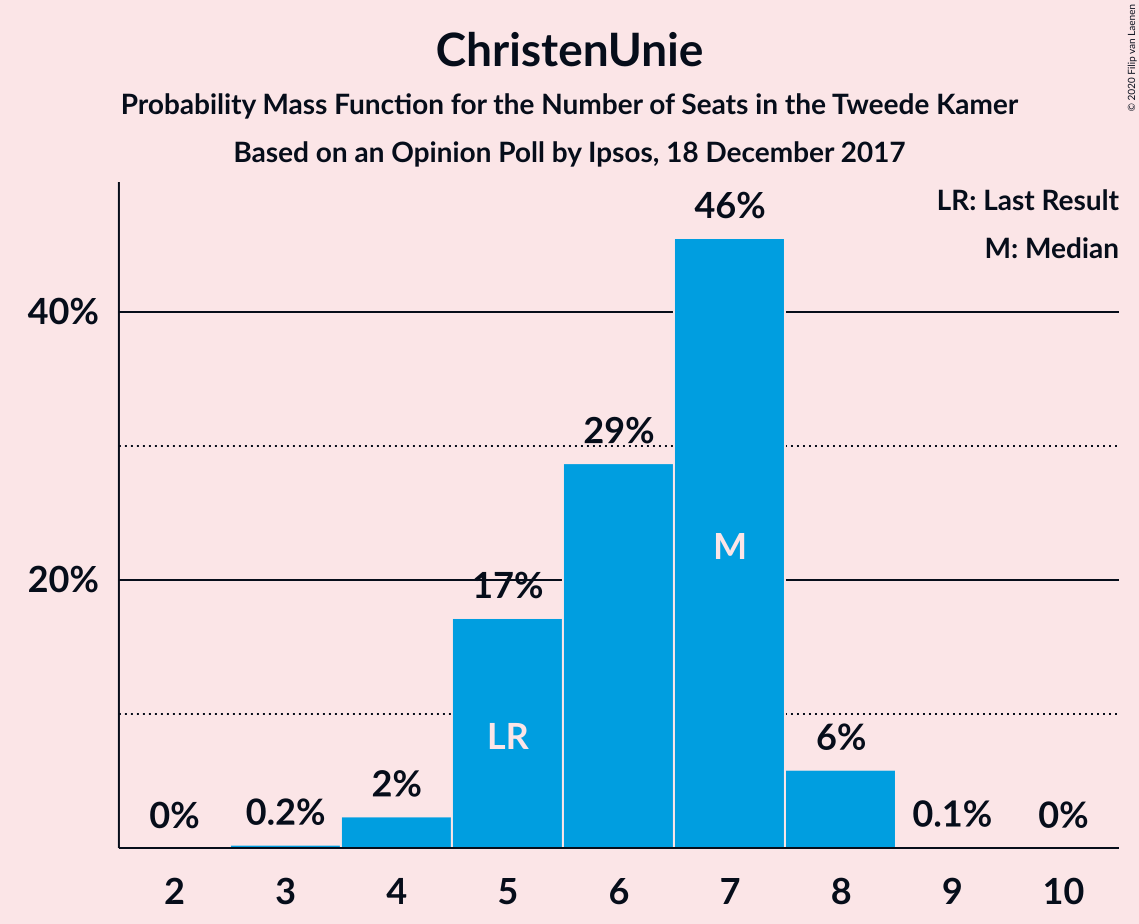 ChristenUnie
Probability Mass Function for the Number of Seats in the Tweede Kamer
Based on an Opinion Poll by Ipsos, 18 December 2017
© 2020 Filip van Laenen
LR: Last Result
M: Median
46%
40%
29%
M
20%
17%
LR
6%
2%
0%
0.2%
0.1%
0%
2 3 4 5 6 7 8 9 10